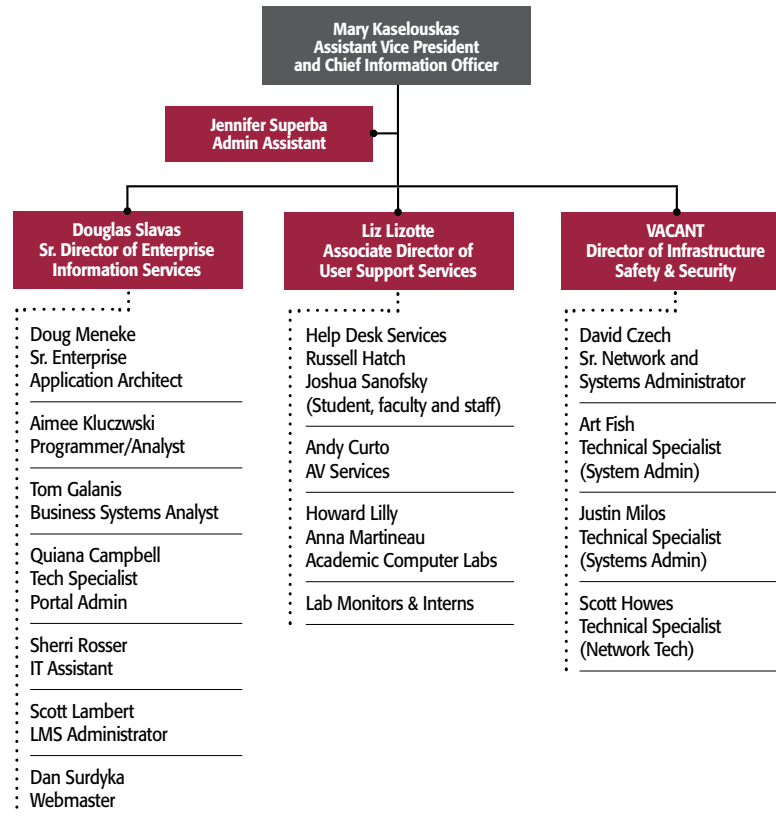 Mary Kaselouskas
Assistant Vice President
and Chief Information Officer
Jennifer Superba
Admin Assistant
Douglas Slavas
Sr. Director of Enterprise
Information Services
Doug Meneke
Sr. Enterprise
Application Architect
Aimee Kluczwski
Programmer/Analyst
Tom Galanis
Business Systems Analyst
Quiana Campbell
Tech Specialist
Portal Admin
Sherri Rosser
IT Assistant
Scott Lambert
LMS Administrator
Dan Surdyka
Webmaster
Liz Lizotte
Associate Director of
User Support Services
Help Desk Services
Russell Hatch
Joshua Sanofsky
(Student, faculty and staff)
Andy Curto
AV Services
Howard Lilly
Anna Martineau
Academic Computer Labs
Lab Monitors & Interns
VACANT
Director of Infrastructure
Safety & Security
David Czech
Sr. Network and
Systems Administrator
Art Fish
Technical Specialist
(System Admin)
Justin Milos
Technical Specialist
(Systems Admin)
Scott Howes
Technical Specialist
(Network Tech)